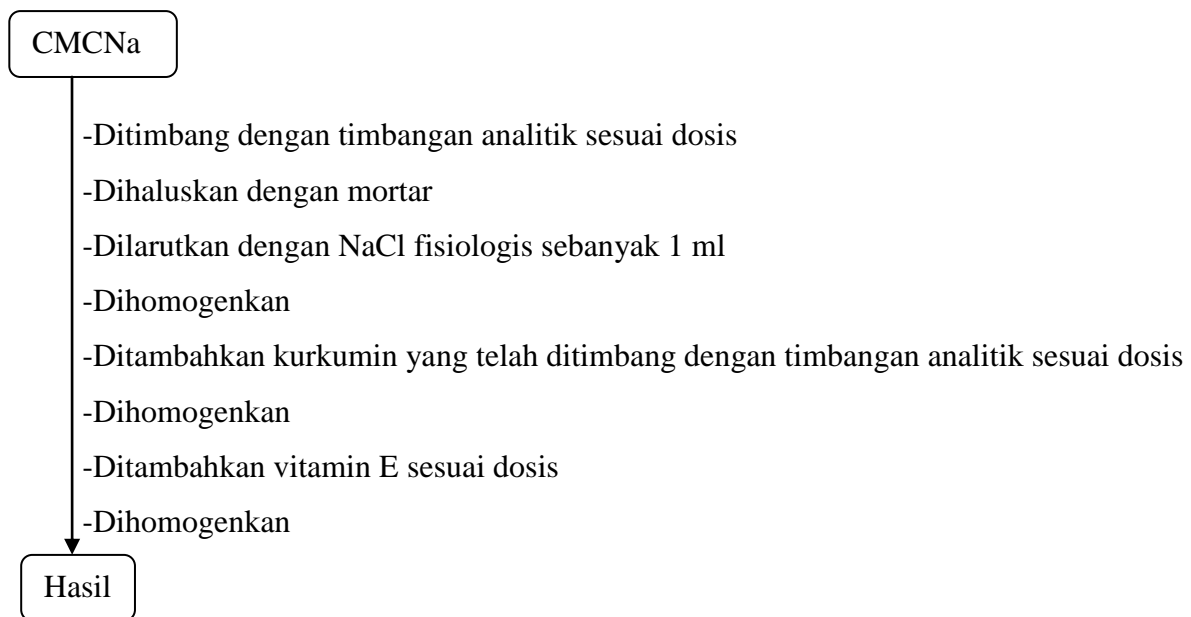 CMCNa
-Ditimbang dengan timbangan analitik sesuai dosis
-Dihaluskan dengan mortar
-Dilarutkan dengan NaCl fisiologis sebanyak 1 ml
-Dihomogenkan
-Ditambahkan kurkumin yang telah ditimbang dengan timbangan analitik sesuai dosis
-Dihomogenkan
-Ditambahkan vitamin E sesuai dosis
-Dihomogenkan
Hasil